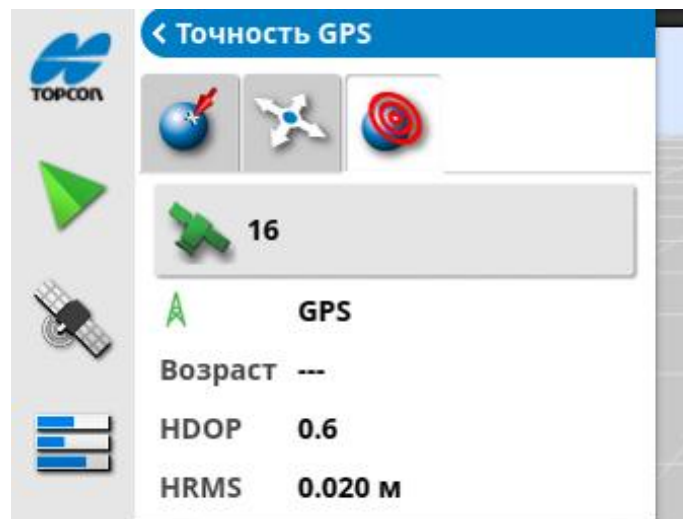 TOPCON
Точность GPS
16
GPS
Возраст ---
HDOP 0.6
HRMS 0.020 м